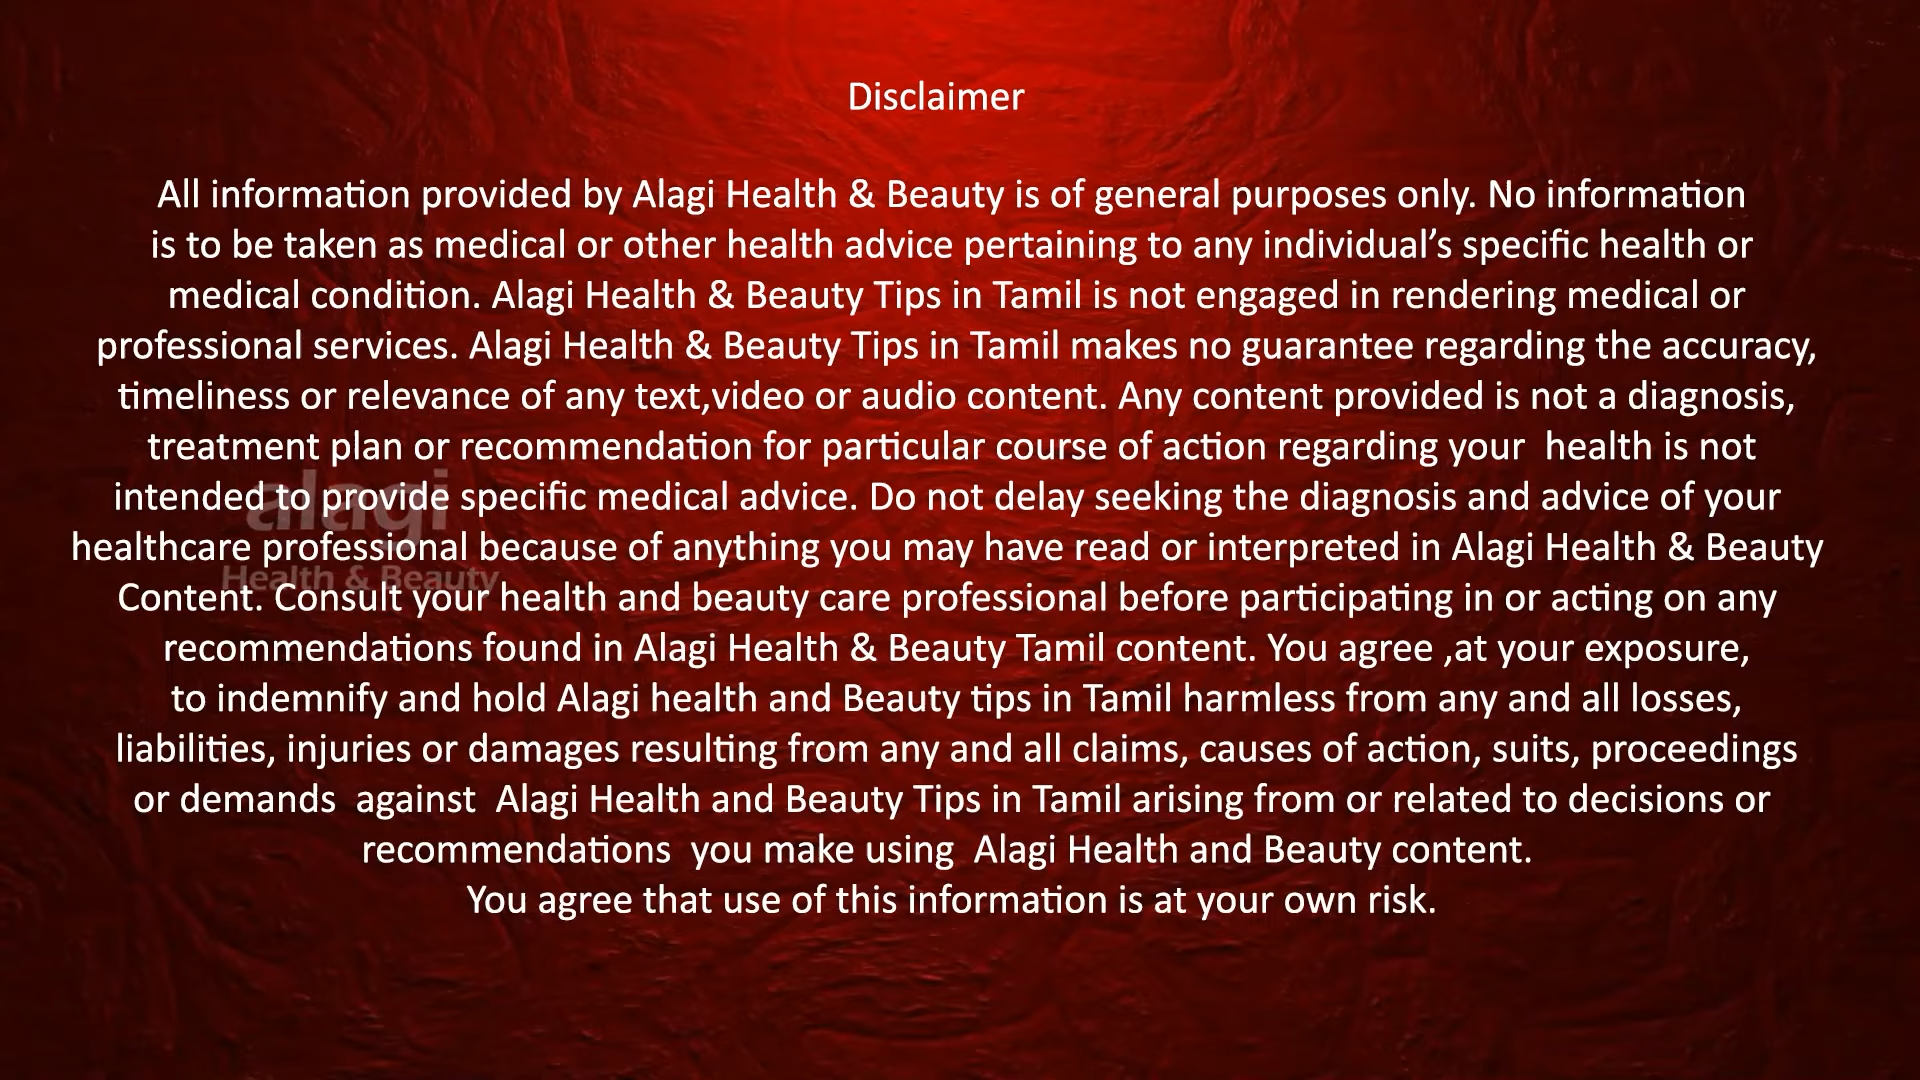 Disclaimer
All information provided by Alagi Health & Beauty is of general purposes only. No information
is to be taken as medical or other health advice pertaining to any individual’s specific health or
medical condition. Alagi Health & Beauty Tips in Tamil is not engaged in rendering medical or
professional services. Alagi Health & Beauty Tips in Tamil makes no guarantee regarding the accuracy,
timeliness or relevance of any text,video or audio content. Any content provided is not a diagnosis,
treatment plan or recommendation for particular course of action regarding your  health is not
intended to provide specific medical advice. Do not delay seeking the diagnosis and advice of your
healthcare professional because of anything you may have read or interpreted in Alagi Health & Beauty
Content. Consult your health and beauty care professional before participating in or acting on any
recommendations found in Alagi Health & Beauty Tamil content. You agree ,at your exposure,
to indemnify and hold Alagi health and Beauty tips in Tamil harmless from any and all losses,
liabilities, injuries or damages resulting from any and all claims, causes of action, suits, proceedings
or demands  against  Alagi Health and Beauty Tips in Tamil arising from or related to decisions or
recommendations  you make using  Alagi Health and Beauty content.
You agree that use of this information is at your own risk.
alagi
Health & Beauty